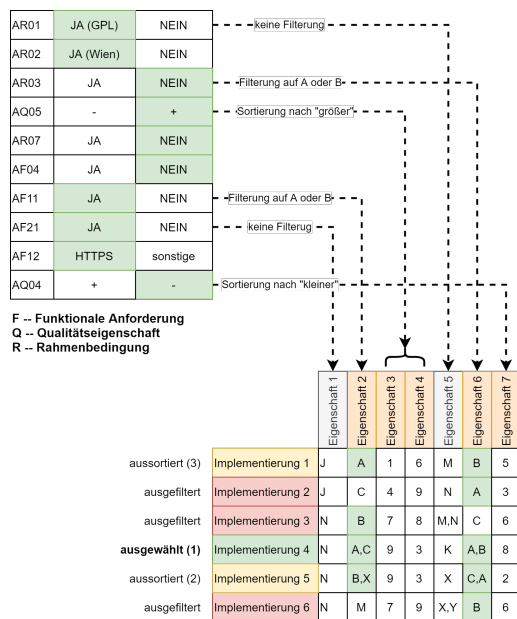 AR01 JA (GPL) NEIN keine Filterung
AR02 JA (Wien) NEIN
AR03 JA NEIN Filterung auf A oder B
AQ05 - + Sortierung nach "größer"
AR07 JA NEIN
AF04 JA NEIN
AF11 JA NEIN Filterung auf A oder B
AF21 JA NEIN keine Filterug
AF12 HTTPS sonstige
AQ04 + - Sortierung nach "kleiner"
F -- Funktionale Anforderung
Q -- Qualitätseigenschaft
R -- Rahmenbedingung
Eigenschaft 1 Eigenschaft 2 Eigenschaft 3 Eigenschaft 4 Eigenschaft 5 Eigenschaft 6 Eigenschaft 7
aussortiert (3) Implementierung 1 J A 1 6 M B 5
ausgefiltert Implementierung 2 J C 4 9 N A 3
ausgefiltert Implementierung 3 N B 7 8 M,N C 6
ausgewählt (1) Implementierung 4 N A,C 9 3 K A,B 8
aussortiert (2) Implementierung 5 N B,X 9 3 X C,A 2
ausgefiltert Implementierung 6 N M 7 9 X,Y B 6